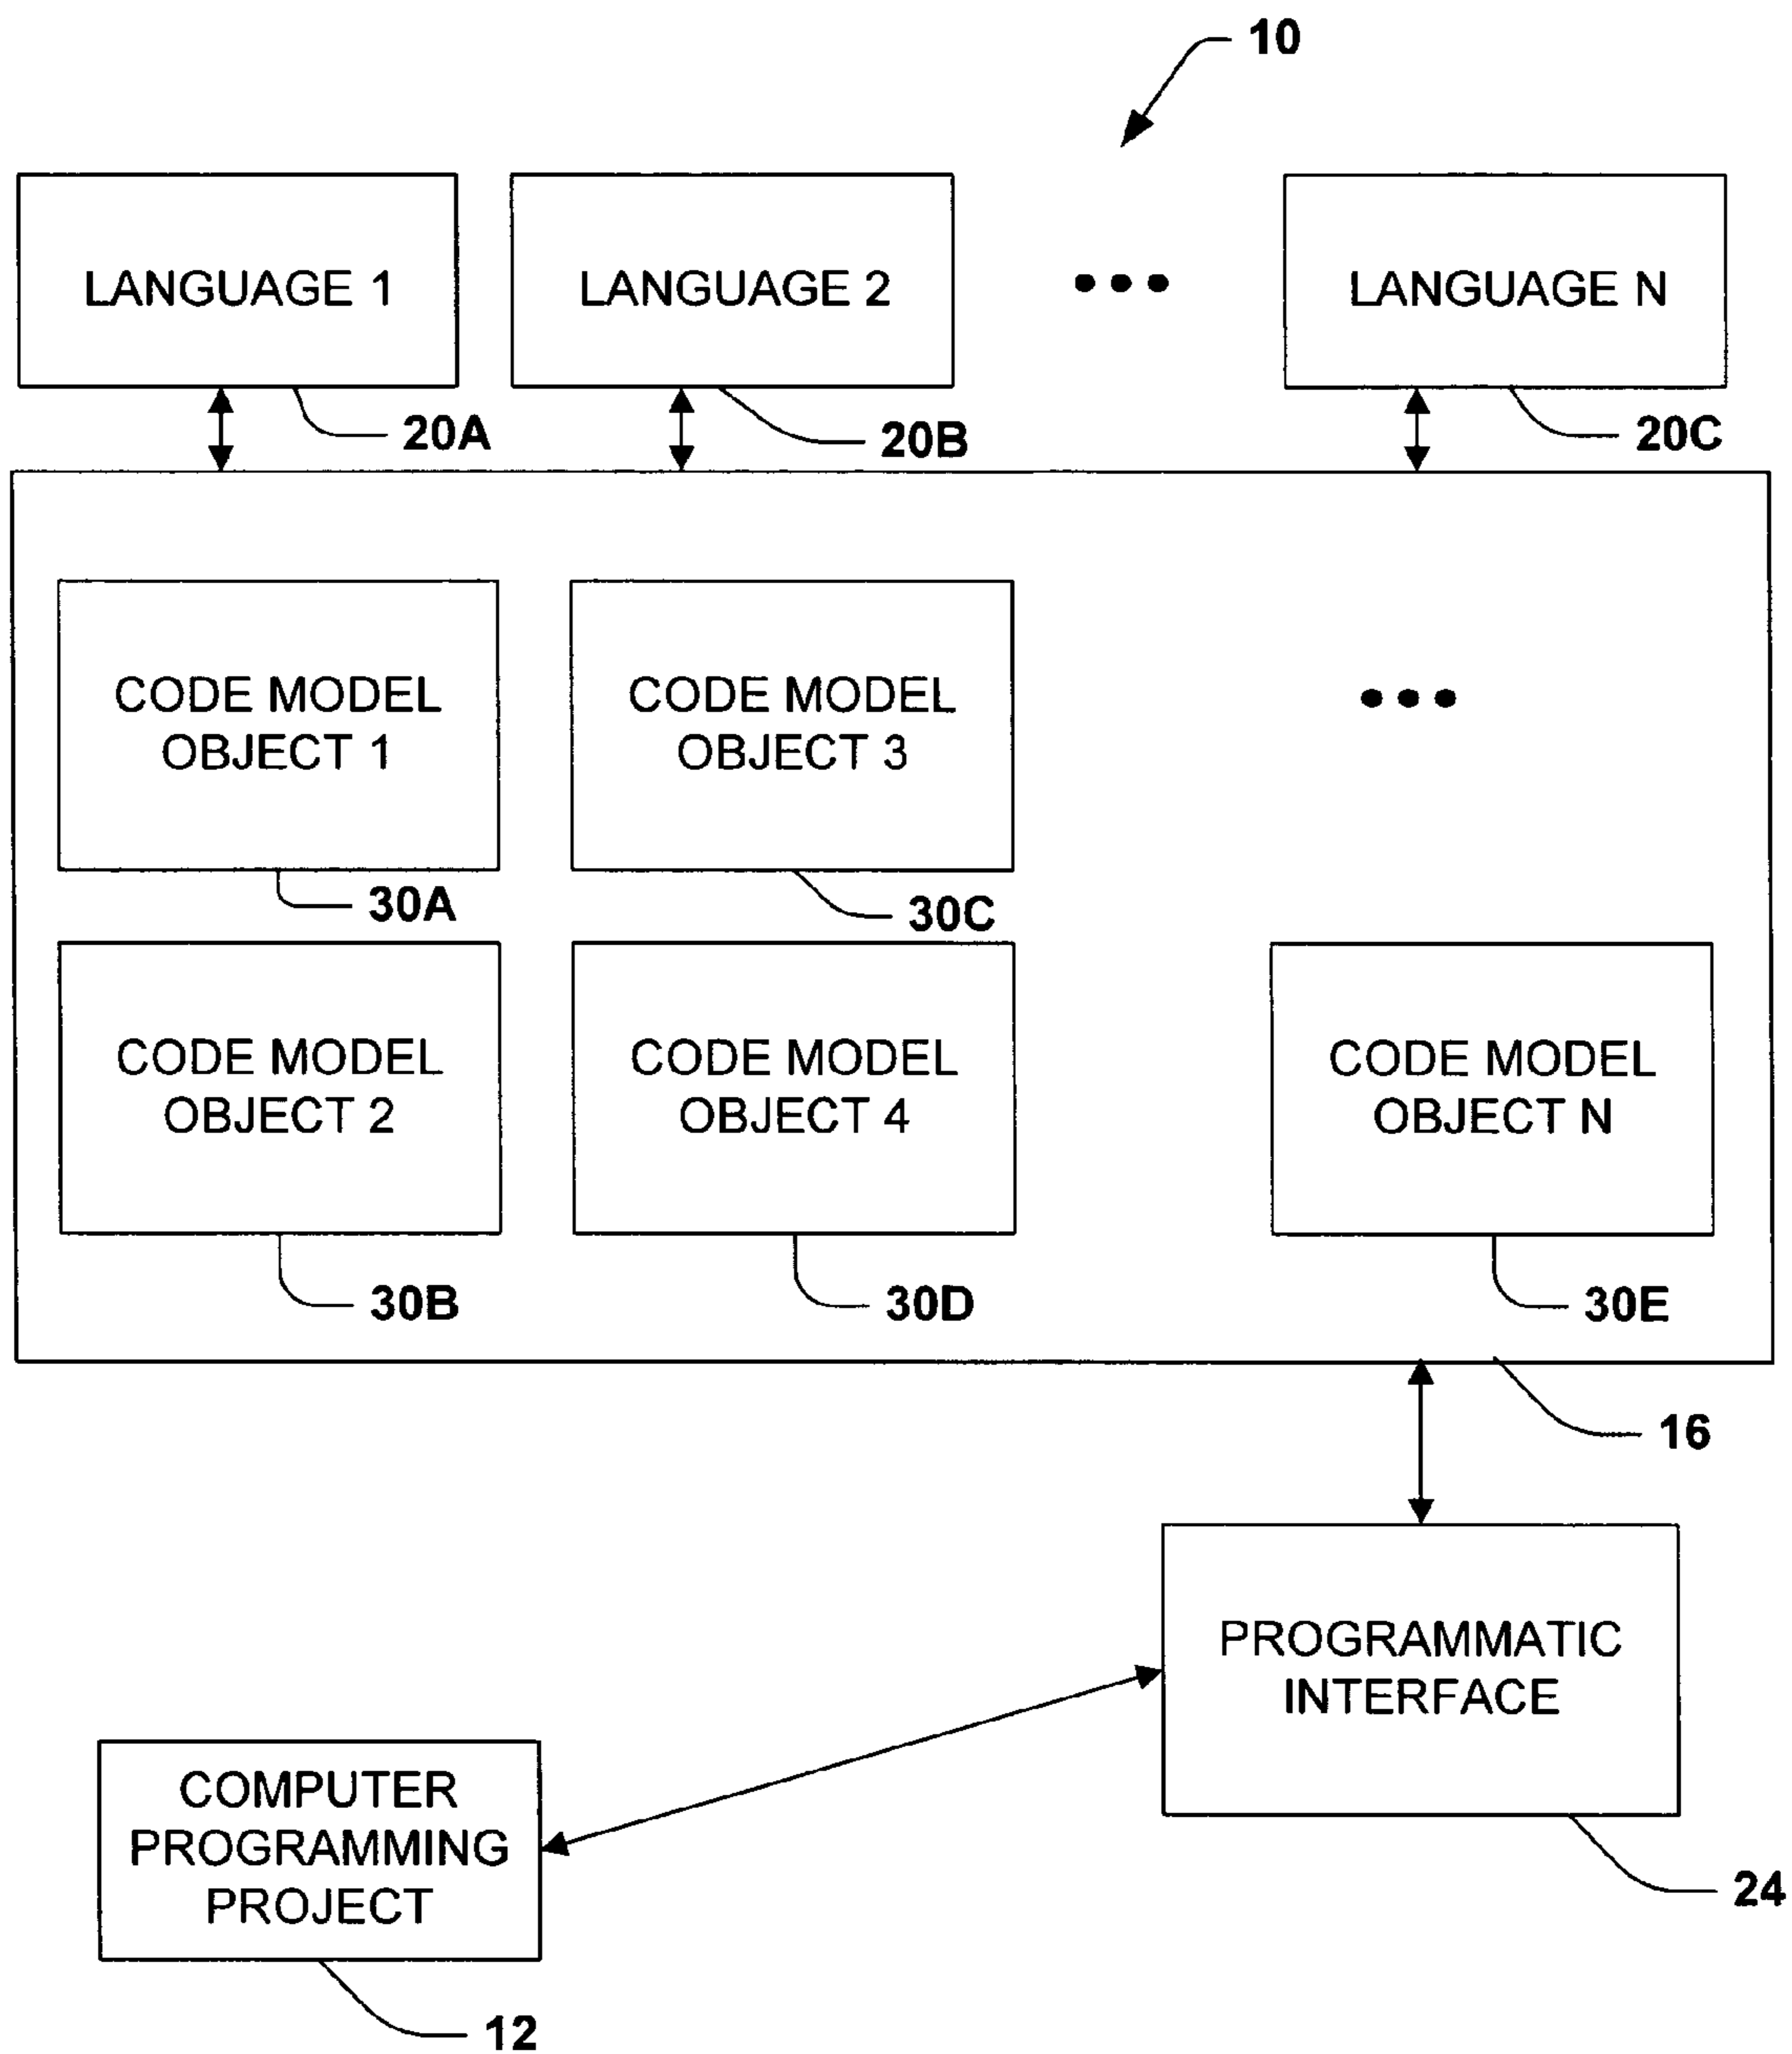 10
LANGUAGE 1
LANGUAGE 2
LANGUAGE N
20A
20B
20C
CODE MODEL
OBJECT 1
CODE MODEL
OBJECT 3
30A
30C
CODE MODEL
OBJECT 2
CODE MODEL
OBJECT 4
CODE MODEL
OBJECT N
30B
30D
30E
16
PROGRAMMATIC
INTERFACE
24
COMPUTER
PROGRAMMING
PROJECT
12